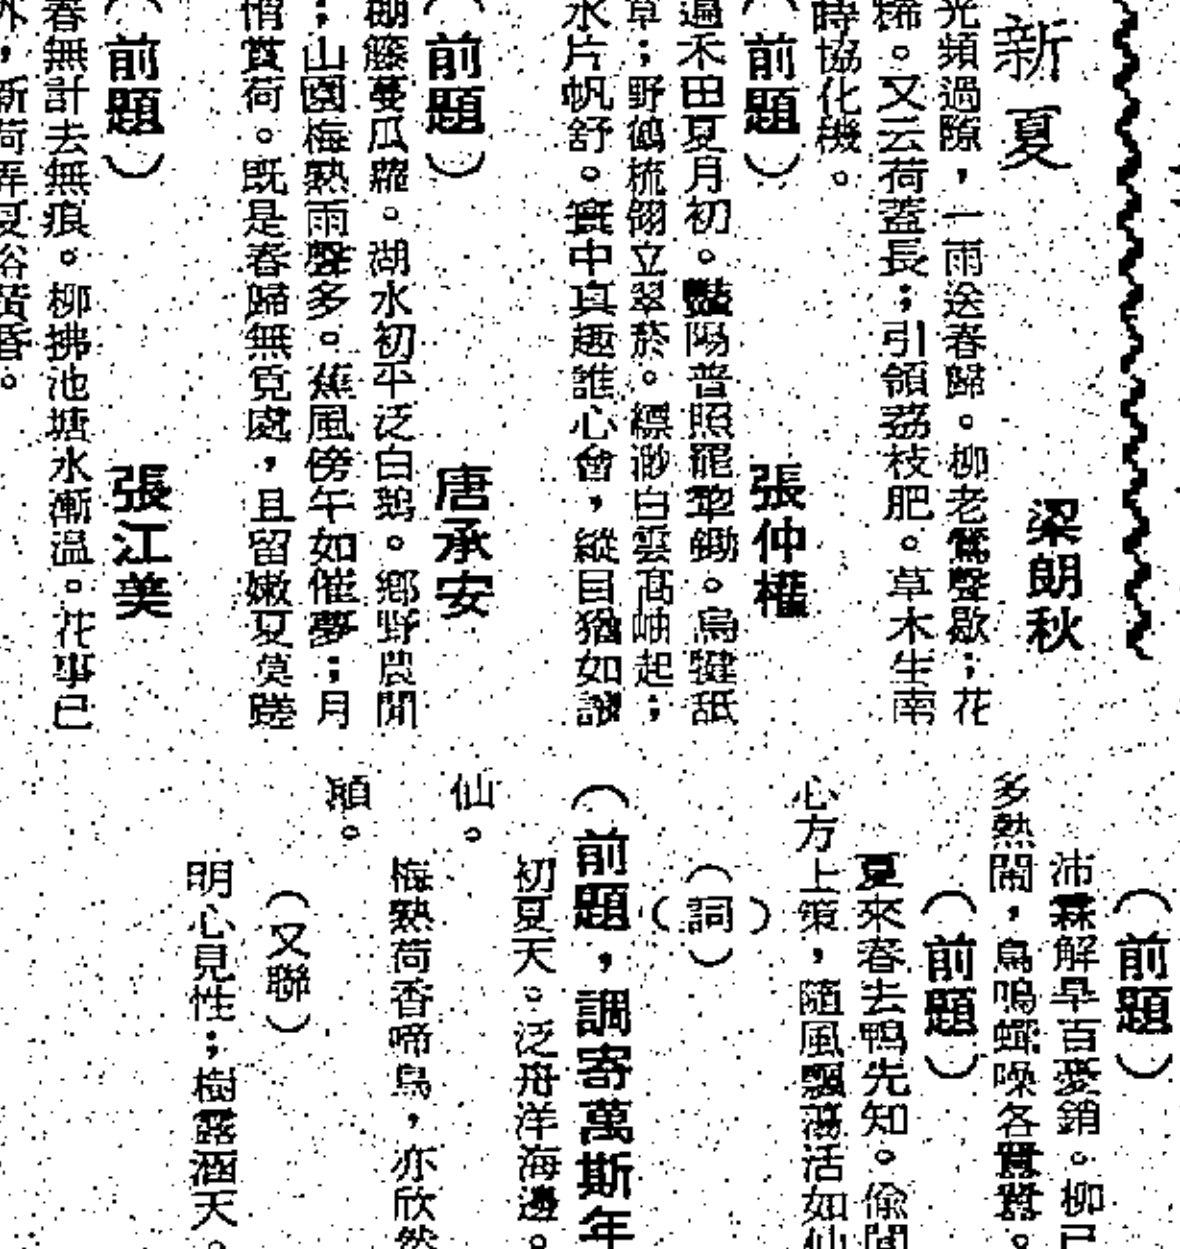 新夏
梁朗秋
光頻過隙，一雨送春歸。柳老鶯聲歇；花
稀。又云荷蓋長；引領荔枝肥。草木生南
時協化機。
（前題）
張仲權
遍禾田夏月初。豔陽普照罷犂鋤。烏犍舐
草；野鶴梳翎立翠菸。縹渺白雲高岫起；
水片帆舒。寰中真趣誰心會，縱目猶如
（前題）
唐承安
棚籐蔓瓜蘿。湖水初平泛白鵝。鄉野農閒
；山園梅熟雨聲多。蕉風傍午如催夢；月
悄賞荷。既是春歸無覓處，且留嫩夏莫蹉
（前題）
張江美
春無計去無痕。柳拂池塘水漸溫。花事已
外，新荷弄夏浴黃昏。
（前題）
沛霖解旱百憂銷。柳已
多熱鬧，鳥鳴蟬噪各囂囂。
（前題）
夏來春去鴨先知。偷閒
心方上策，隨風飄蕩活如仙
（詞）
（前題，調寄萬斯年
初夏天。泛舟洋海邊。
仙。
梅熟荷香啼鳥，亦欣然
顛。
（又聯）
明心見性；樹露涵天。